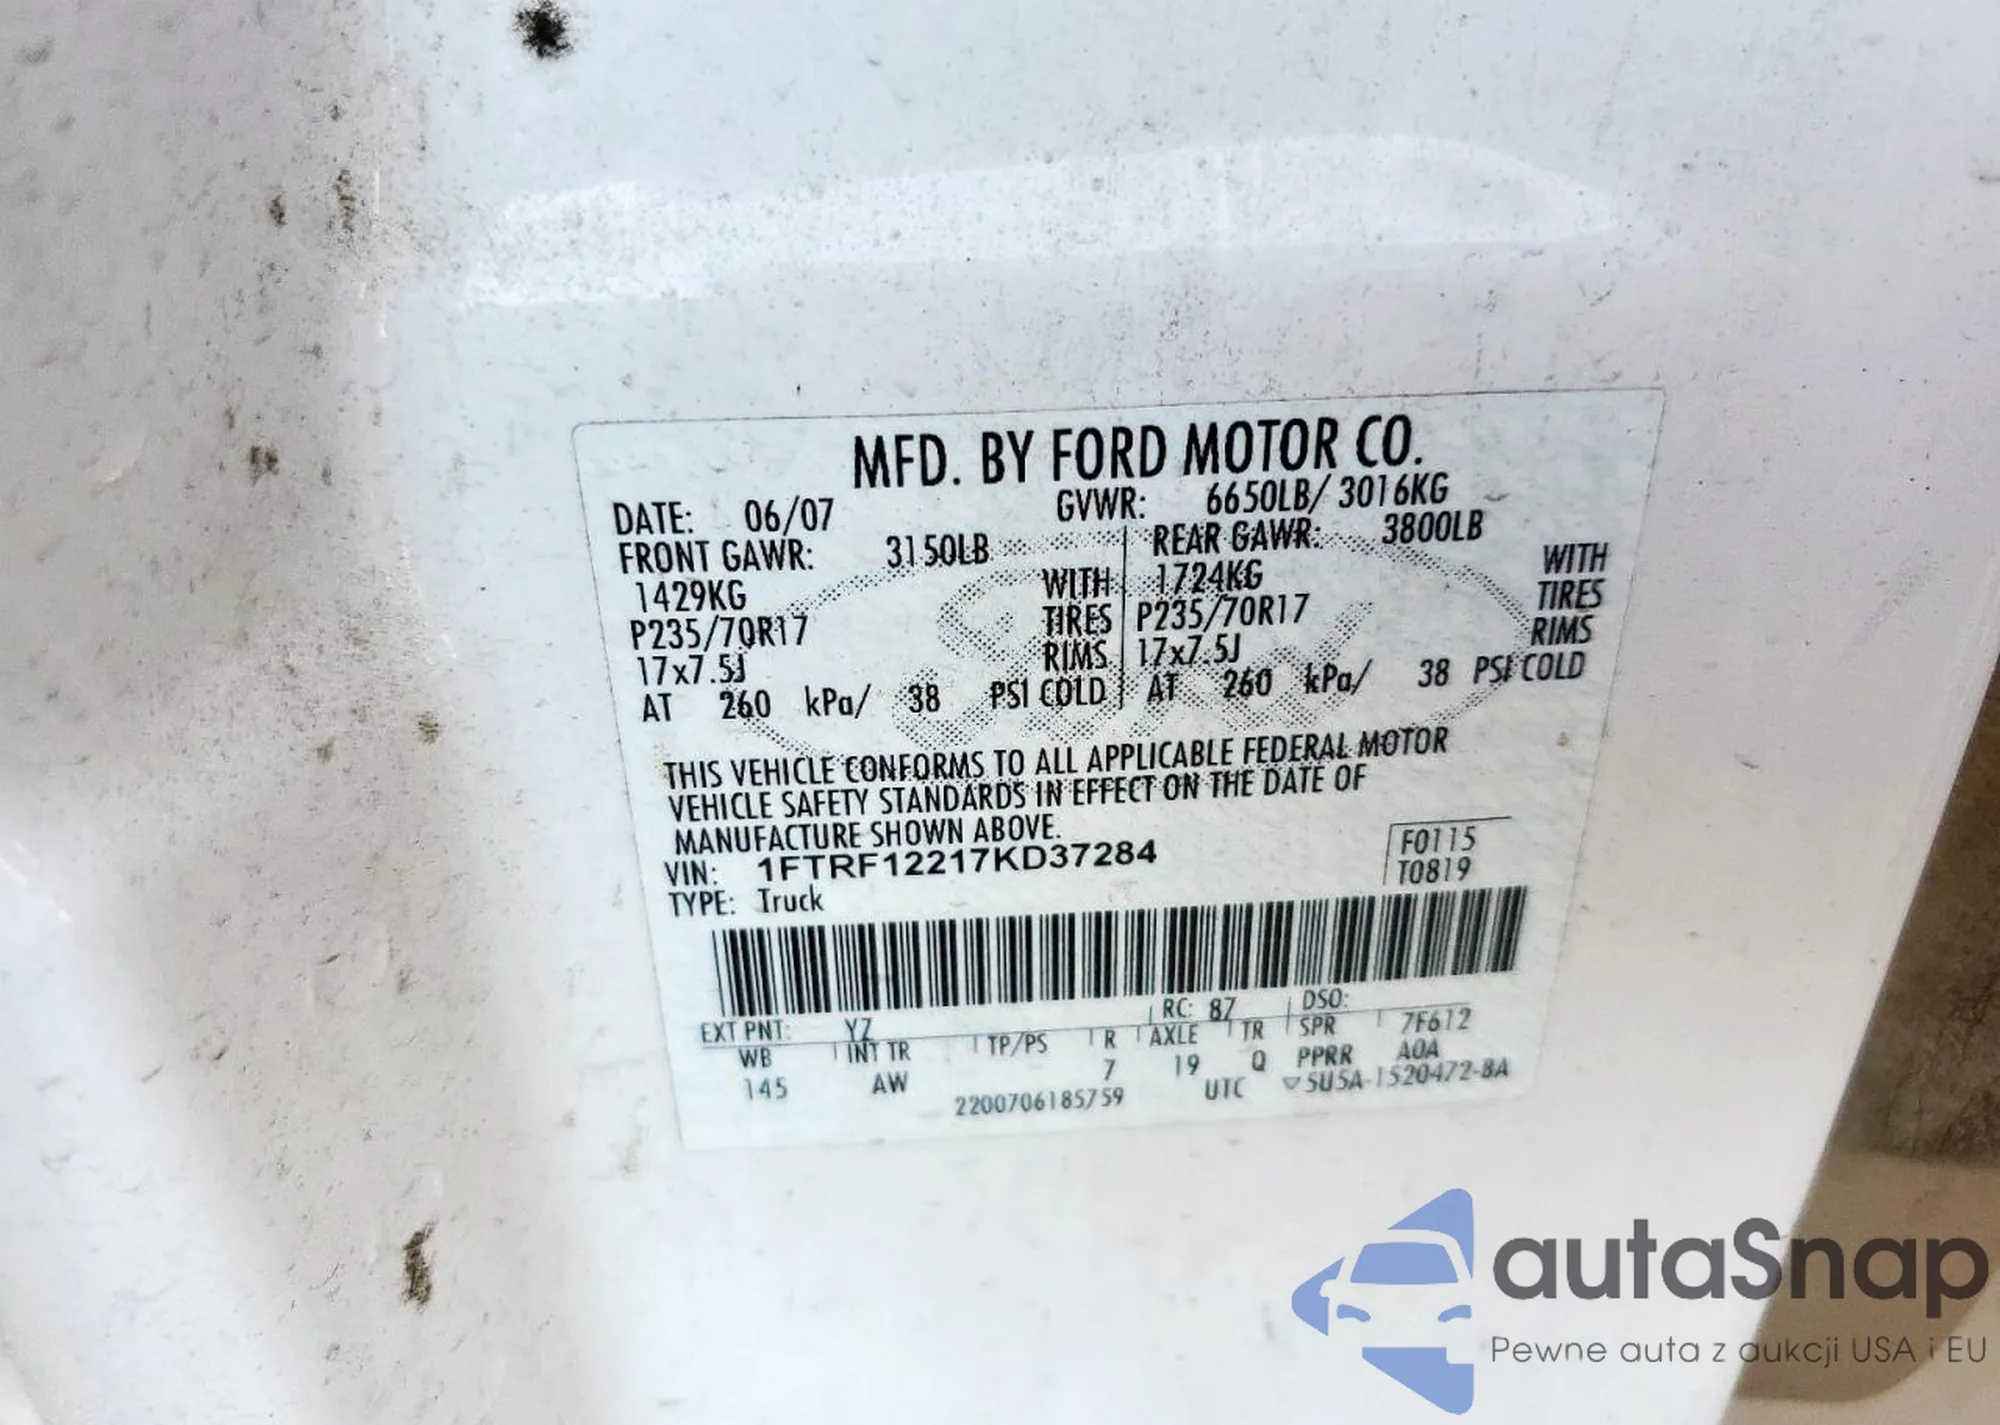 MFD. BY FORD MOTOR CO.
DATE: 06/07 GVWR: 6650LB/ 3016KG
FRONT GAWR: 3150LB REAR GAWR: 3800LB
1429KG WITH 1724KG WITH
P235/70R17 TIRES P235/70R17 TIRES
17x7.5J RIMS 17x7.5J RIMS
AT 260 kPa/ 38 PSI COLD AT 260 kPa/ 38 PSI COLD
THIS VEHICLE CONFORMS TO ALL APPLICABLE FEDERAL MOTOR
VEHICLE SAFETY STANDARDS IN EFFECT ON THE DATE OF
MANUFACTURE SHOWN ABOVE.
VIN: 1FTRF12217KD37284 F0115
TYPE: Truck T0819
EXT PNT: YZ RC: 87 DSO:
WB INT TR TP/PS R AXLE TR SPR 7F612
145 AW 7 19 Q PPRR A0A
2200706185759 UTC ▽5U5A-1520472-BA
autaSnap
Pewne auta z aukcji USA i EU